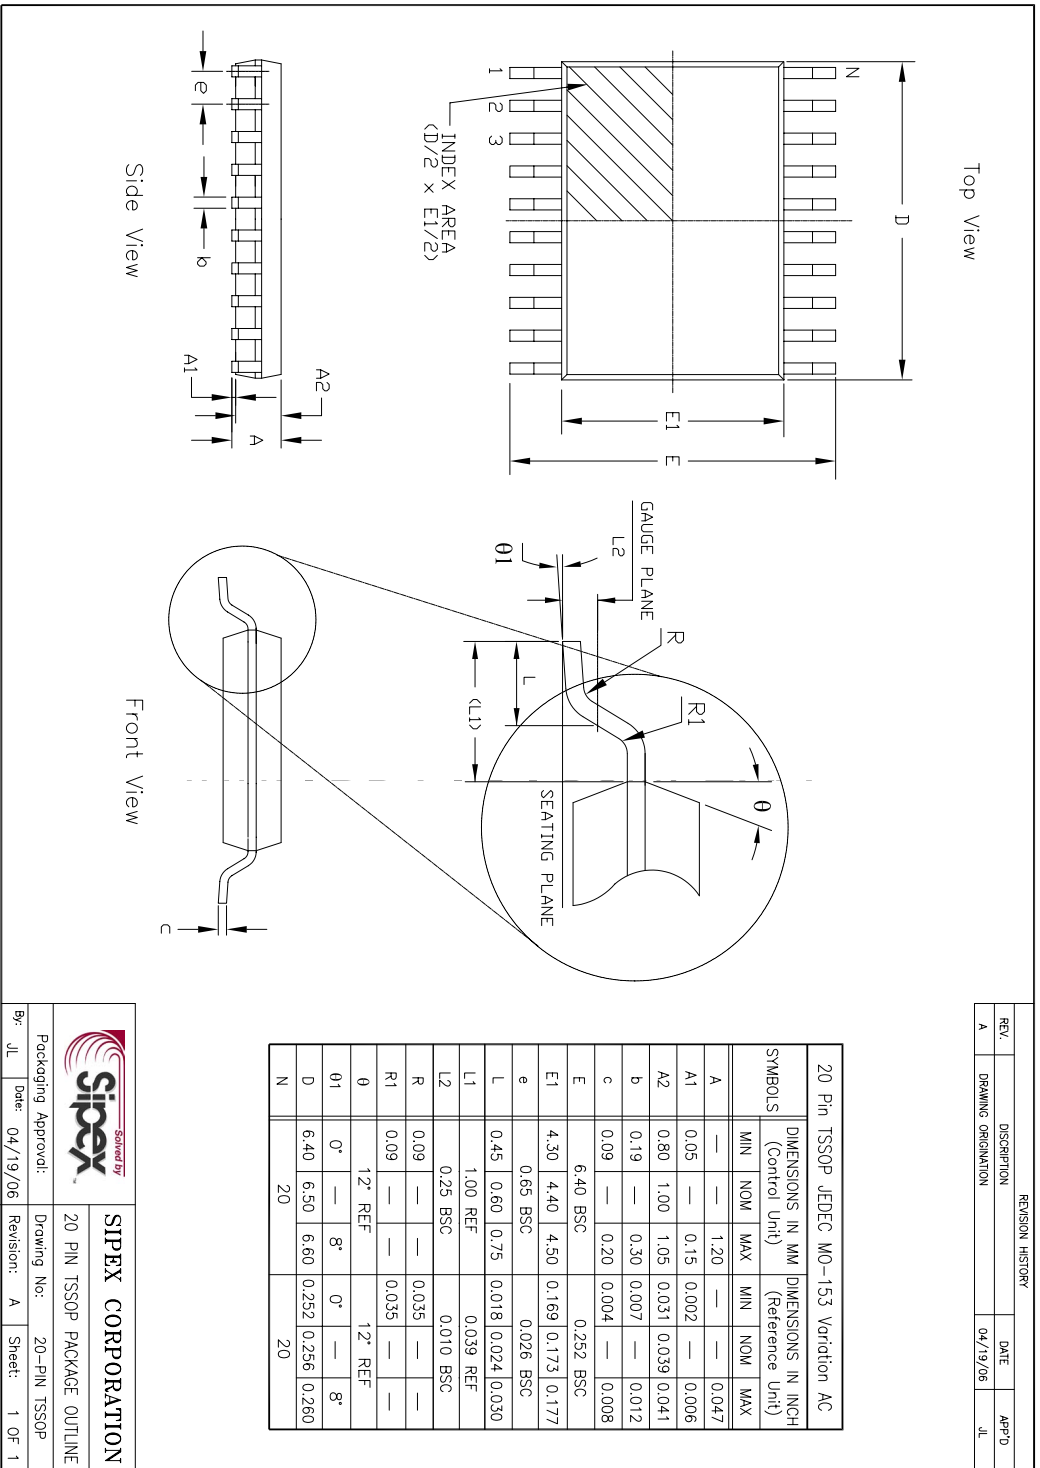 REVISION HISTORY
REV. DISCRIPTION DATE APP'D
A DRAWING ORIGINATION 04/19/06 JL
Top View
D
N
1
2
3
INDEX AREA
(D/2 x E1/2)
E1
E
Side View
e
b
A1
A2
A
Front View
c
GAUGE PLANE
L2
θ1
R
R1
L
(L1)
θ
SEATING PLANE
20 Pin TSSOP JEDEC MO-153 Variation AC
SYMBOLS DIMENSIONS IN MM (Control Unit) DIMENSIONS IN INCH (Reference Unit)
MIN NOM MAX MIN NOM MAX
A — — 1.20 — — 0.047
A1 0.05 — 0.15 0.002 — 0.006
A2 0.80 1.00 1.05 0.031 0.039 0.041
b 0.19 — 0.30 0.007 — 0.012
c 0.09 — 0.20 0.004 — 0.008
E 6.40 BSC 0.252 BSC
E1 4.30 4.40 4.50 0.169 0.173 0.177
e 0.65 BSC 0.026 BSC
L 0.45 0.60 0.75 0.018 0.024 0.030
L1 1.00 REF 0.039 REF
L2 0.25 BSC 0.010 BSC
R 0.09 — — 0.035 — —
R1 0.09 — — 0.035 — —
θ 12° REF 12° REF
θ1 0° — 8° 0° — 8°
D 6.40 6.50 6.60 0.252 0.256 0.260
N 20 20
Solved by
Sipex™
SIPEX CORPORATION
20 PIN TSSOP PACKAGE OUTLINE
Packaging Approval: Drawing No: 20-PIN TSSOP
By: JL Date: 04/19/06 Revision: A Sheet: 1 OF 1